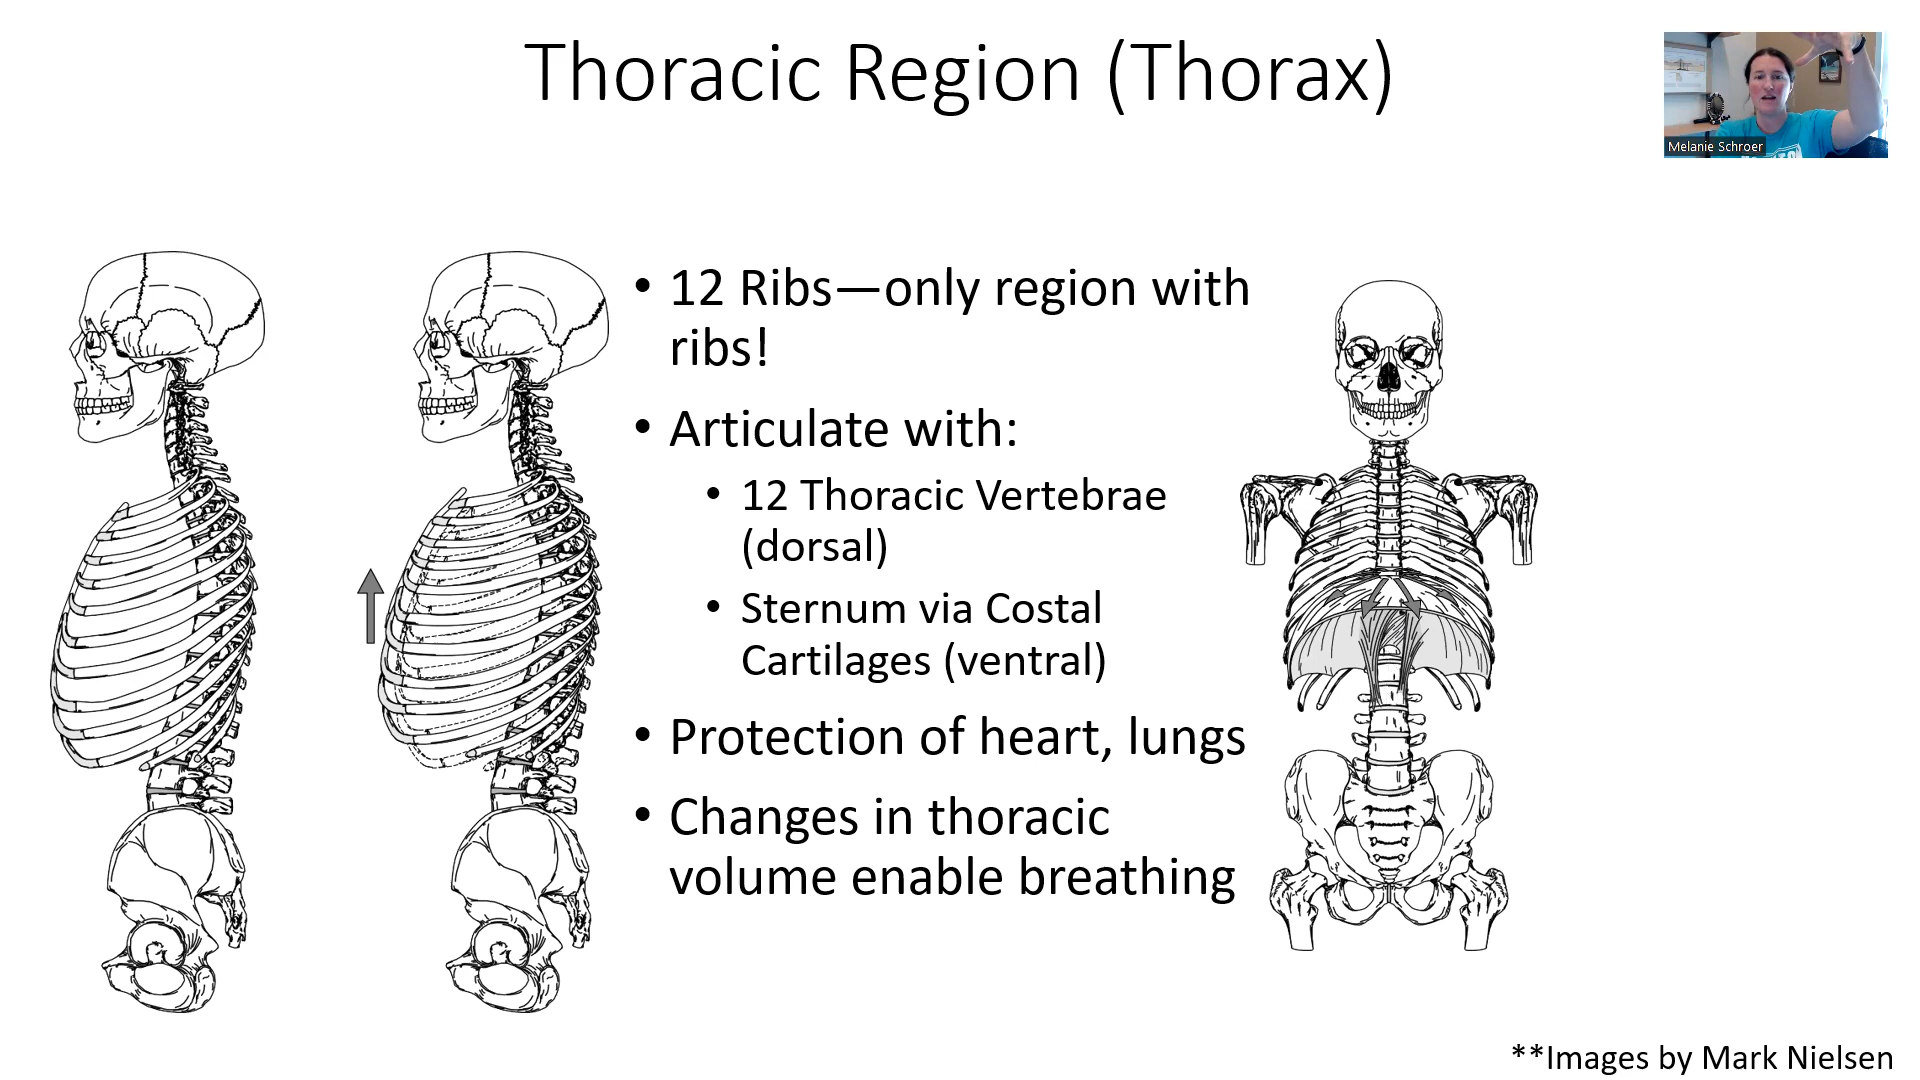 Thoracic Region (Thorax)
Melanie Schroer
• 12 Ribs—only region with
ribs!
• Articulate with:
• 12 Thoracic Vertebrae
(dorsal)
• Sternum via Costal
Cartilages (ventral)
• Protection of heart, lungs
• Changes in thoracic
volume enable breathing
**Images by Mark Nielsen